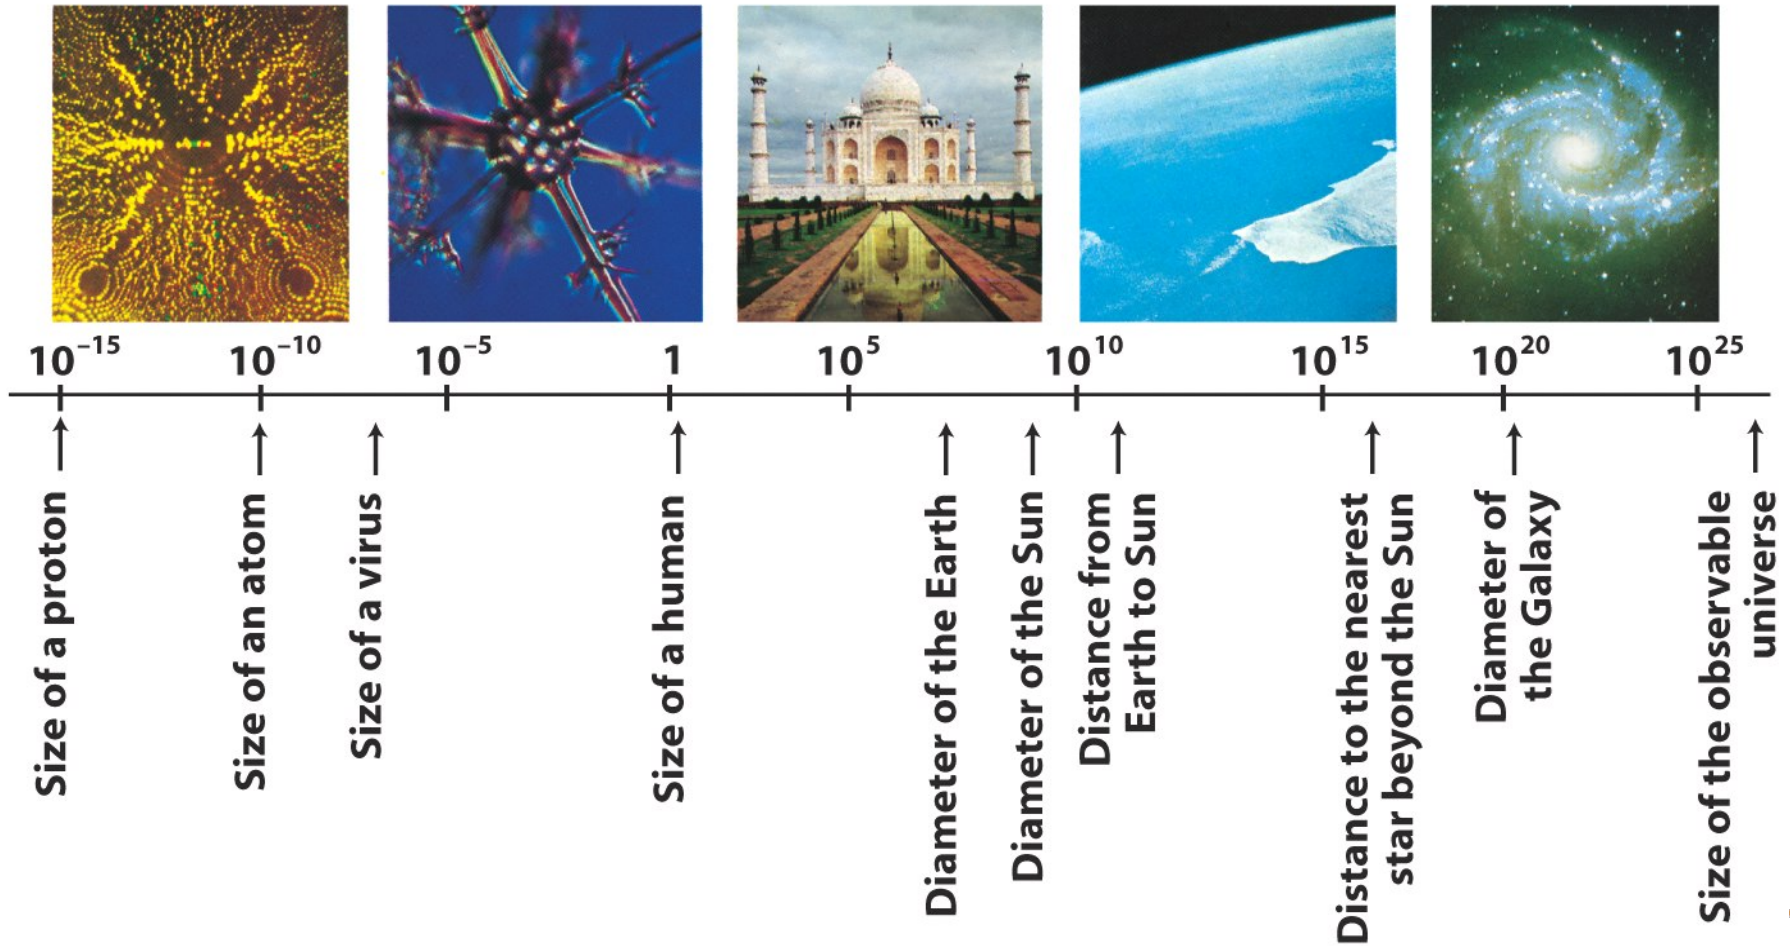 10⁻¹⁵
10⁻¹⁰
10⁻⁵
1
10⁵
10¹⁰
10¹⁵
10²⁰
10²⁵
Size of a proton
Size of an atom
Size of a virus
Size of a human
Diameter of the Earth
Diameter of the Sun
Distance from
Earth to Sun
Distance to the nearest
star beyond the Sun
Diameter of
the Galaxy
Size of the observable
universe